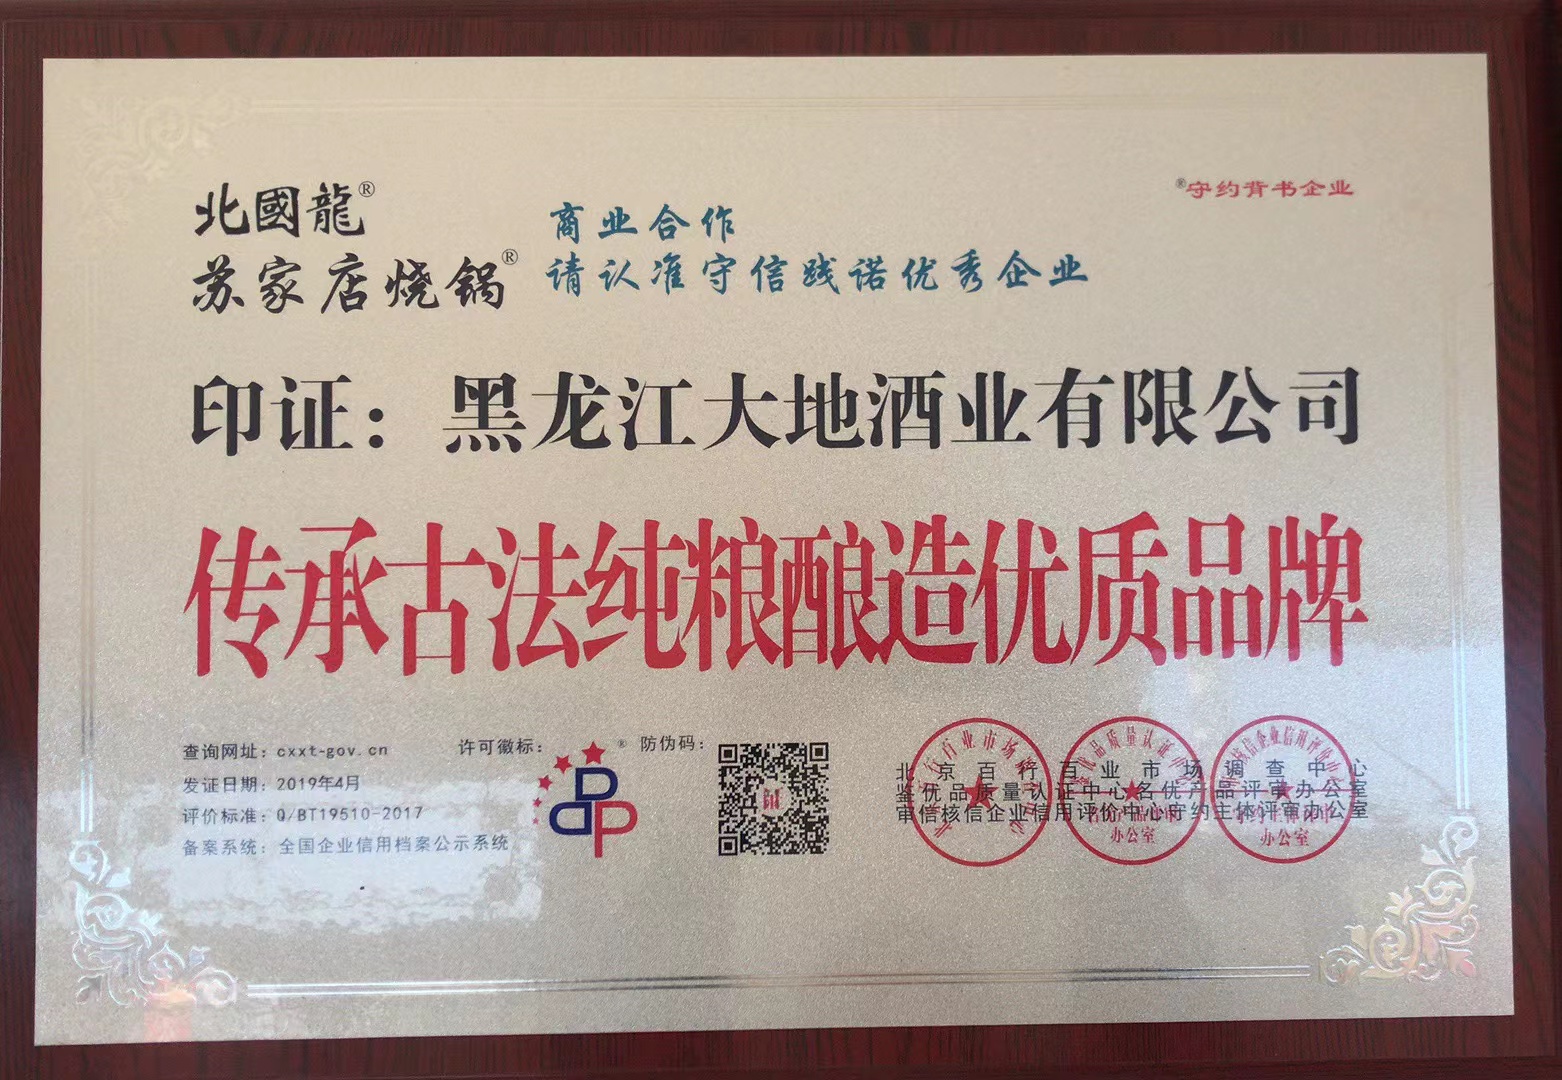 北國龍®
苏家店烧锅®
商业合作
请认准守信践诺优秀企业
®守约背书企业
印证：黑龙江大地酒业有限公司
传承古法纯粮酿造优质品牌
查询网址：cxxt-gov.cn
发证日期：2019年4月
评价标准：Q/BT19510-2017
备案系统：全国企业信用档案公示系统
许可徽标：
®
防伪码：
北京百行百业市场调查中心
鉴优品质量认证中心名优产品评审办公室
审信核信企业信用评价中心守约主体评审办公室
办公室
办公室